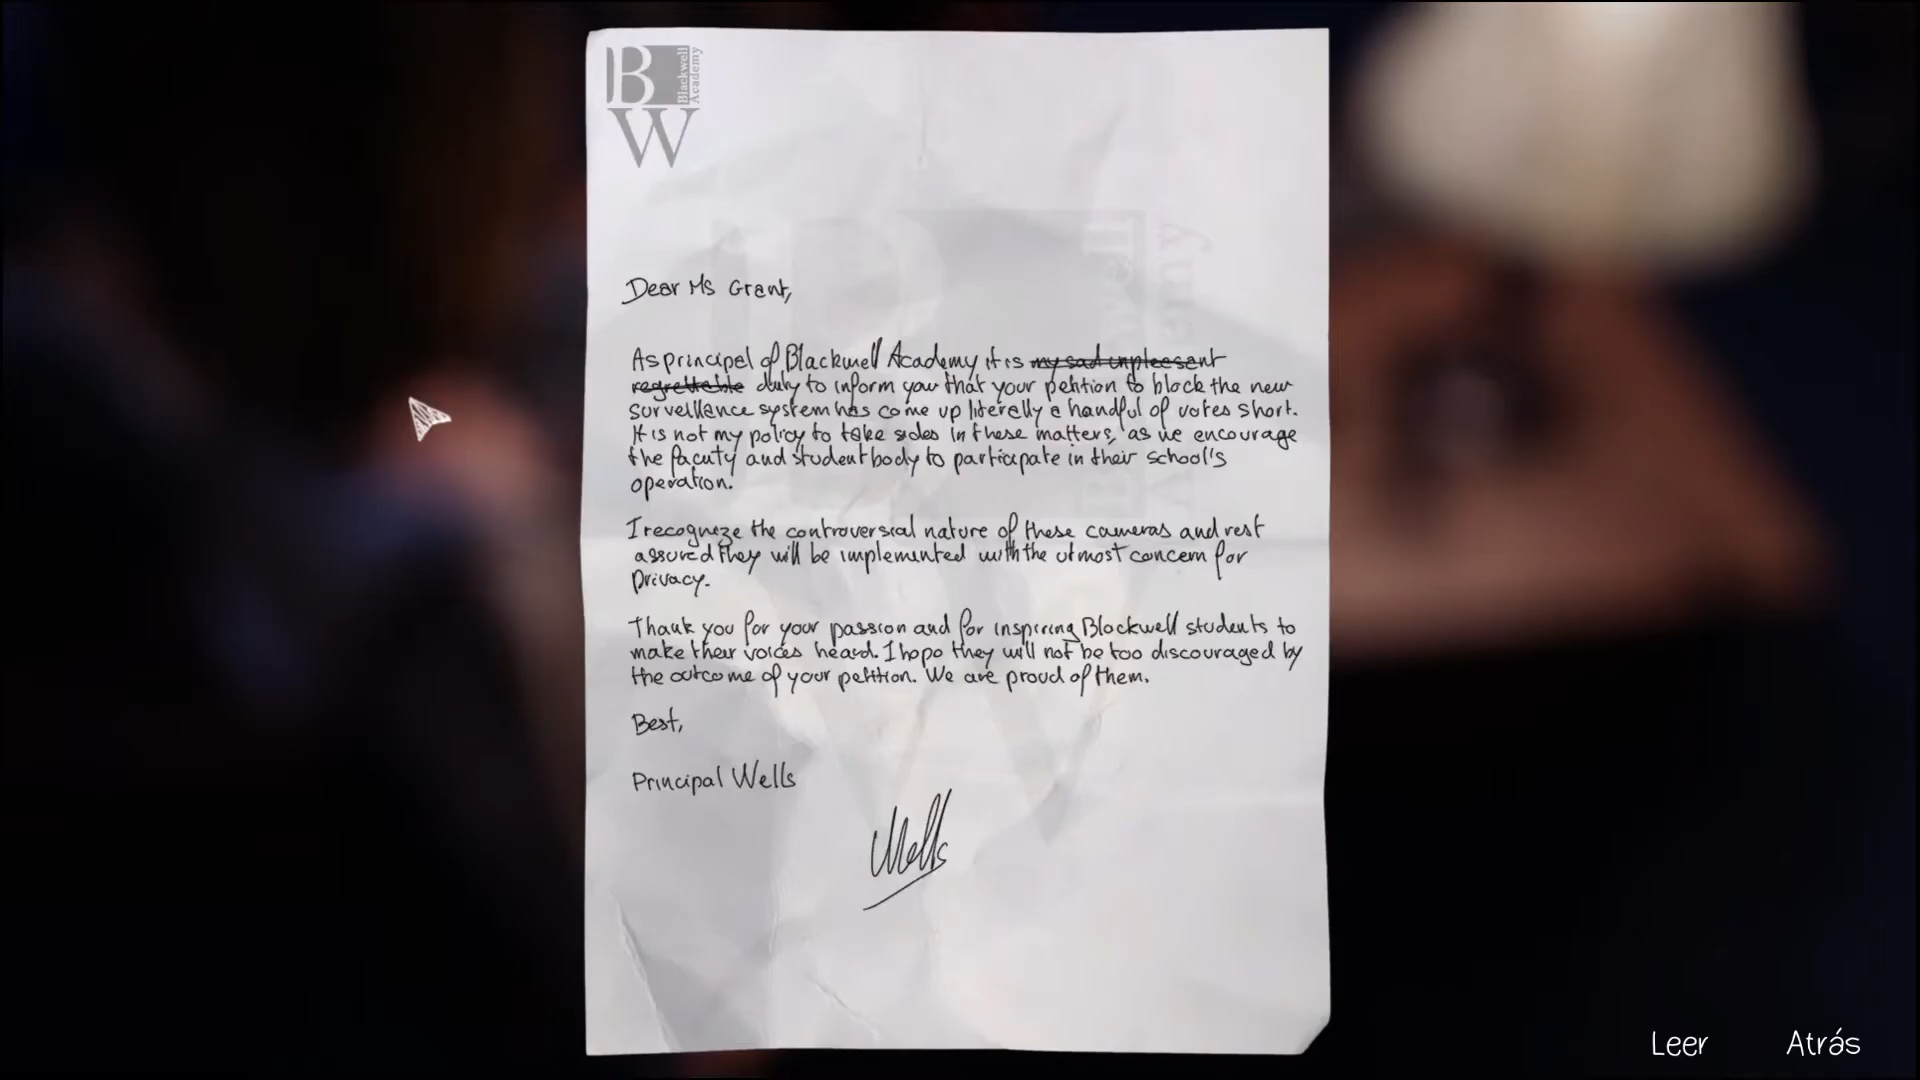 B
Blackwell
Academy
W
Dear Ms Grant,
As principal of Blackwell Academy it is my sad unpleesant
regrettable duty to inform you that your petition to block the new
surveillance system has come up literally a handful of votes short.
It is not my policy to take sides in these matters, as we encourage
the facuty and student body to participate in their school's
operation.
I recognize the controversial nature of these cameras and rest
assured they will be implemented with the utmost concern for
privacy.
Thank you for your passion and for inspiring Blackwell students to
make their voices heard. I hope they will not be too discouraged by
the outcome of your petition. We are proud of them.
Best,
Principal Wells
Wells
Leer
Atrás